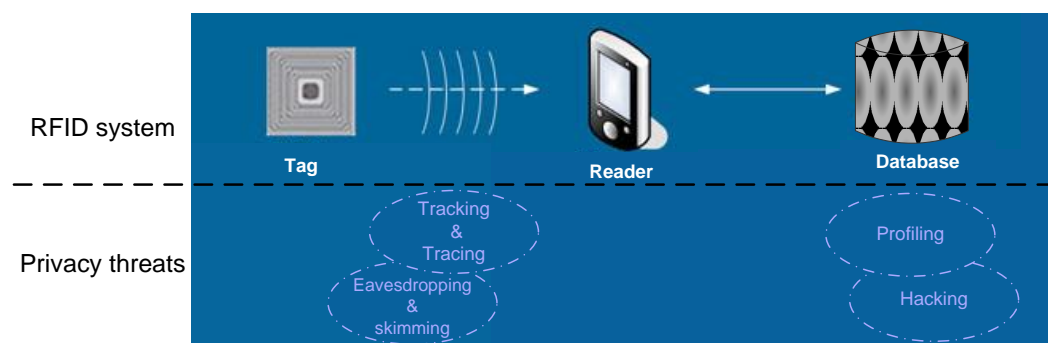 RFID system
Tag
Reader
Database
Privacy threats
Tracking
&
Tracing
Eavesdropping
&
skimming
Profiling
Hacking